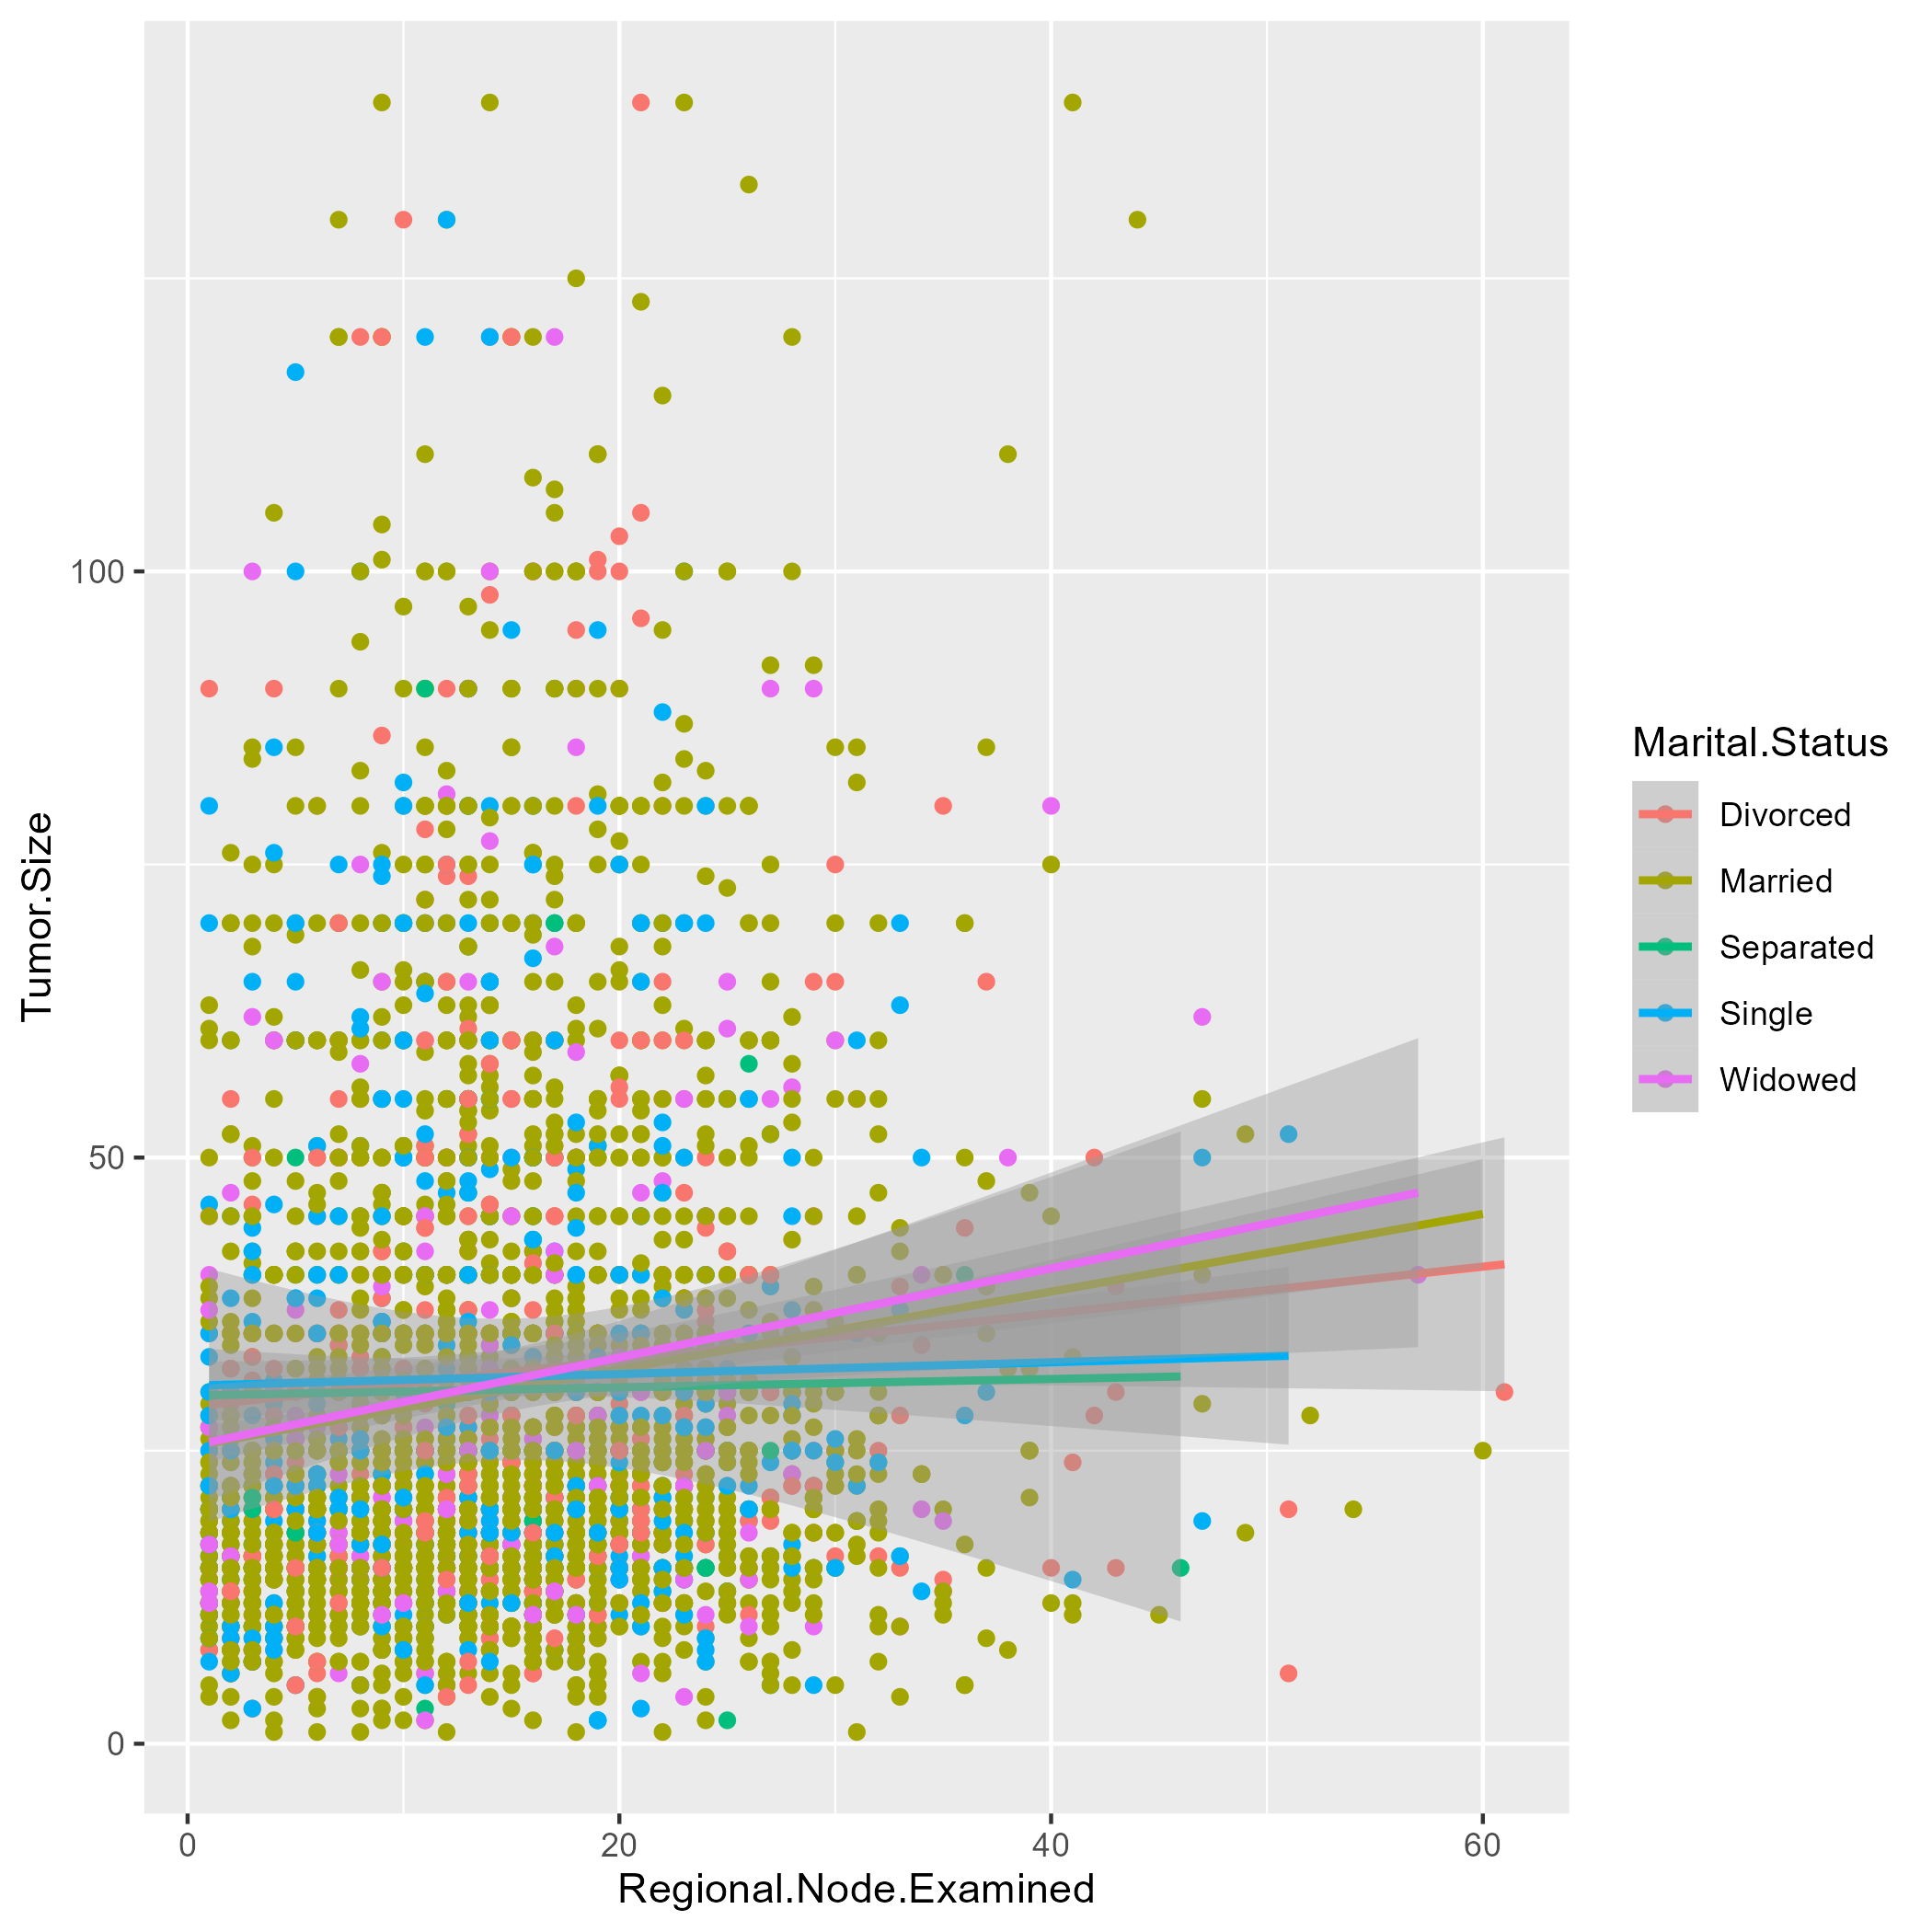 Tumor.Size
100
50
0
0 20 40 60
Regional.Node.Examined
Marital.Status
Divorced
Married
Separated
Single
Widowed